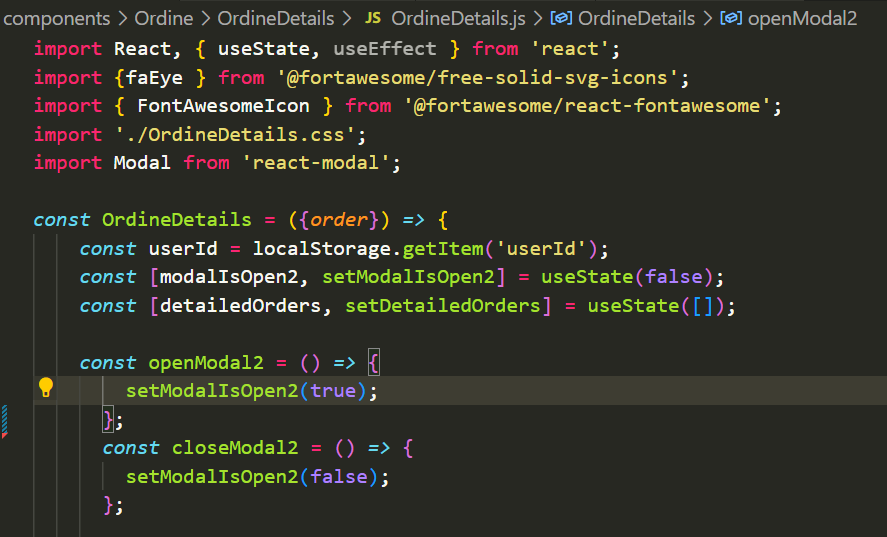 components > Ordine > OrdineDetails > JS OrdineDetails.js > OrdineDetails > openModal2
import React, { useState, useEffect } from 'react';
import {faEye } from '@fortawesome/free-solid-svg-icons';
import { FontAwesomeIcon } from '@fortawesome/react-fontawesome';
import './OrdineDetails.css';
import Modal from 'react-modal';
const OrdineDetails = ({order}) => {
const userId = localStorage.getItem('userId');
const [modalIsOpen2, setModalIsOpen2] = useState(false);
const [detailedOrders, setDetailedOrders] = useState([]);
const openModal2 = () => {
setModalIsOpen2(true);
};
const closeModal2 = () => {
setModalIsOpen2(false);
};